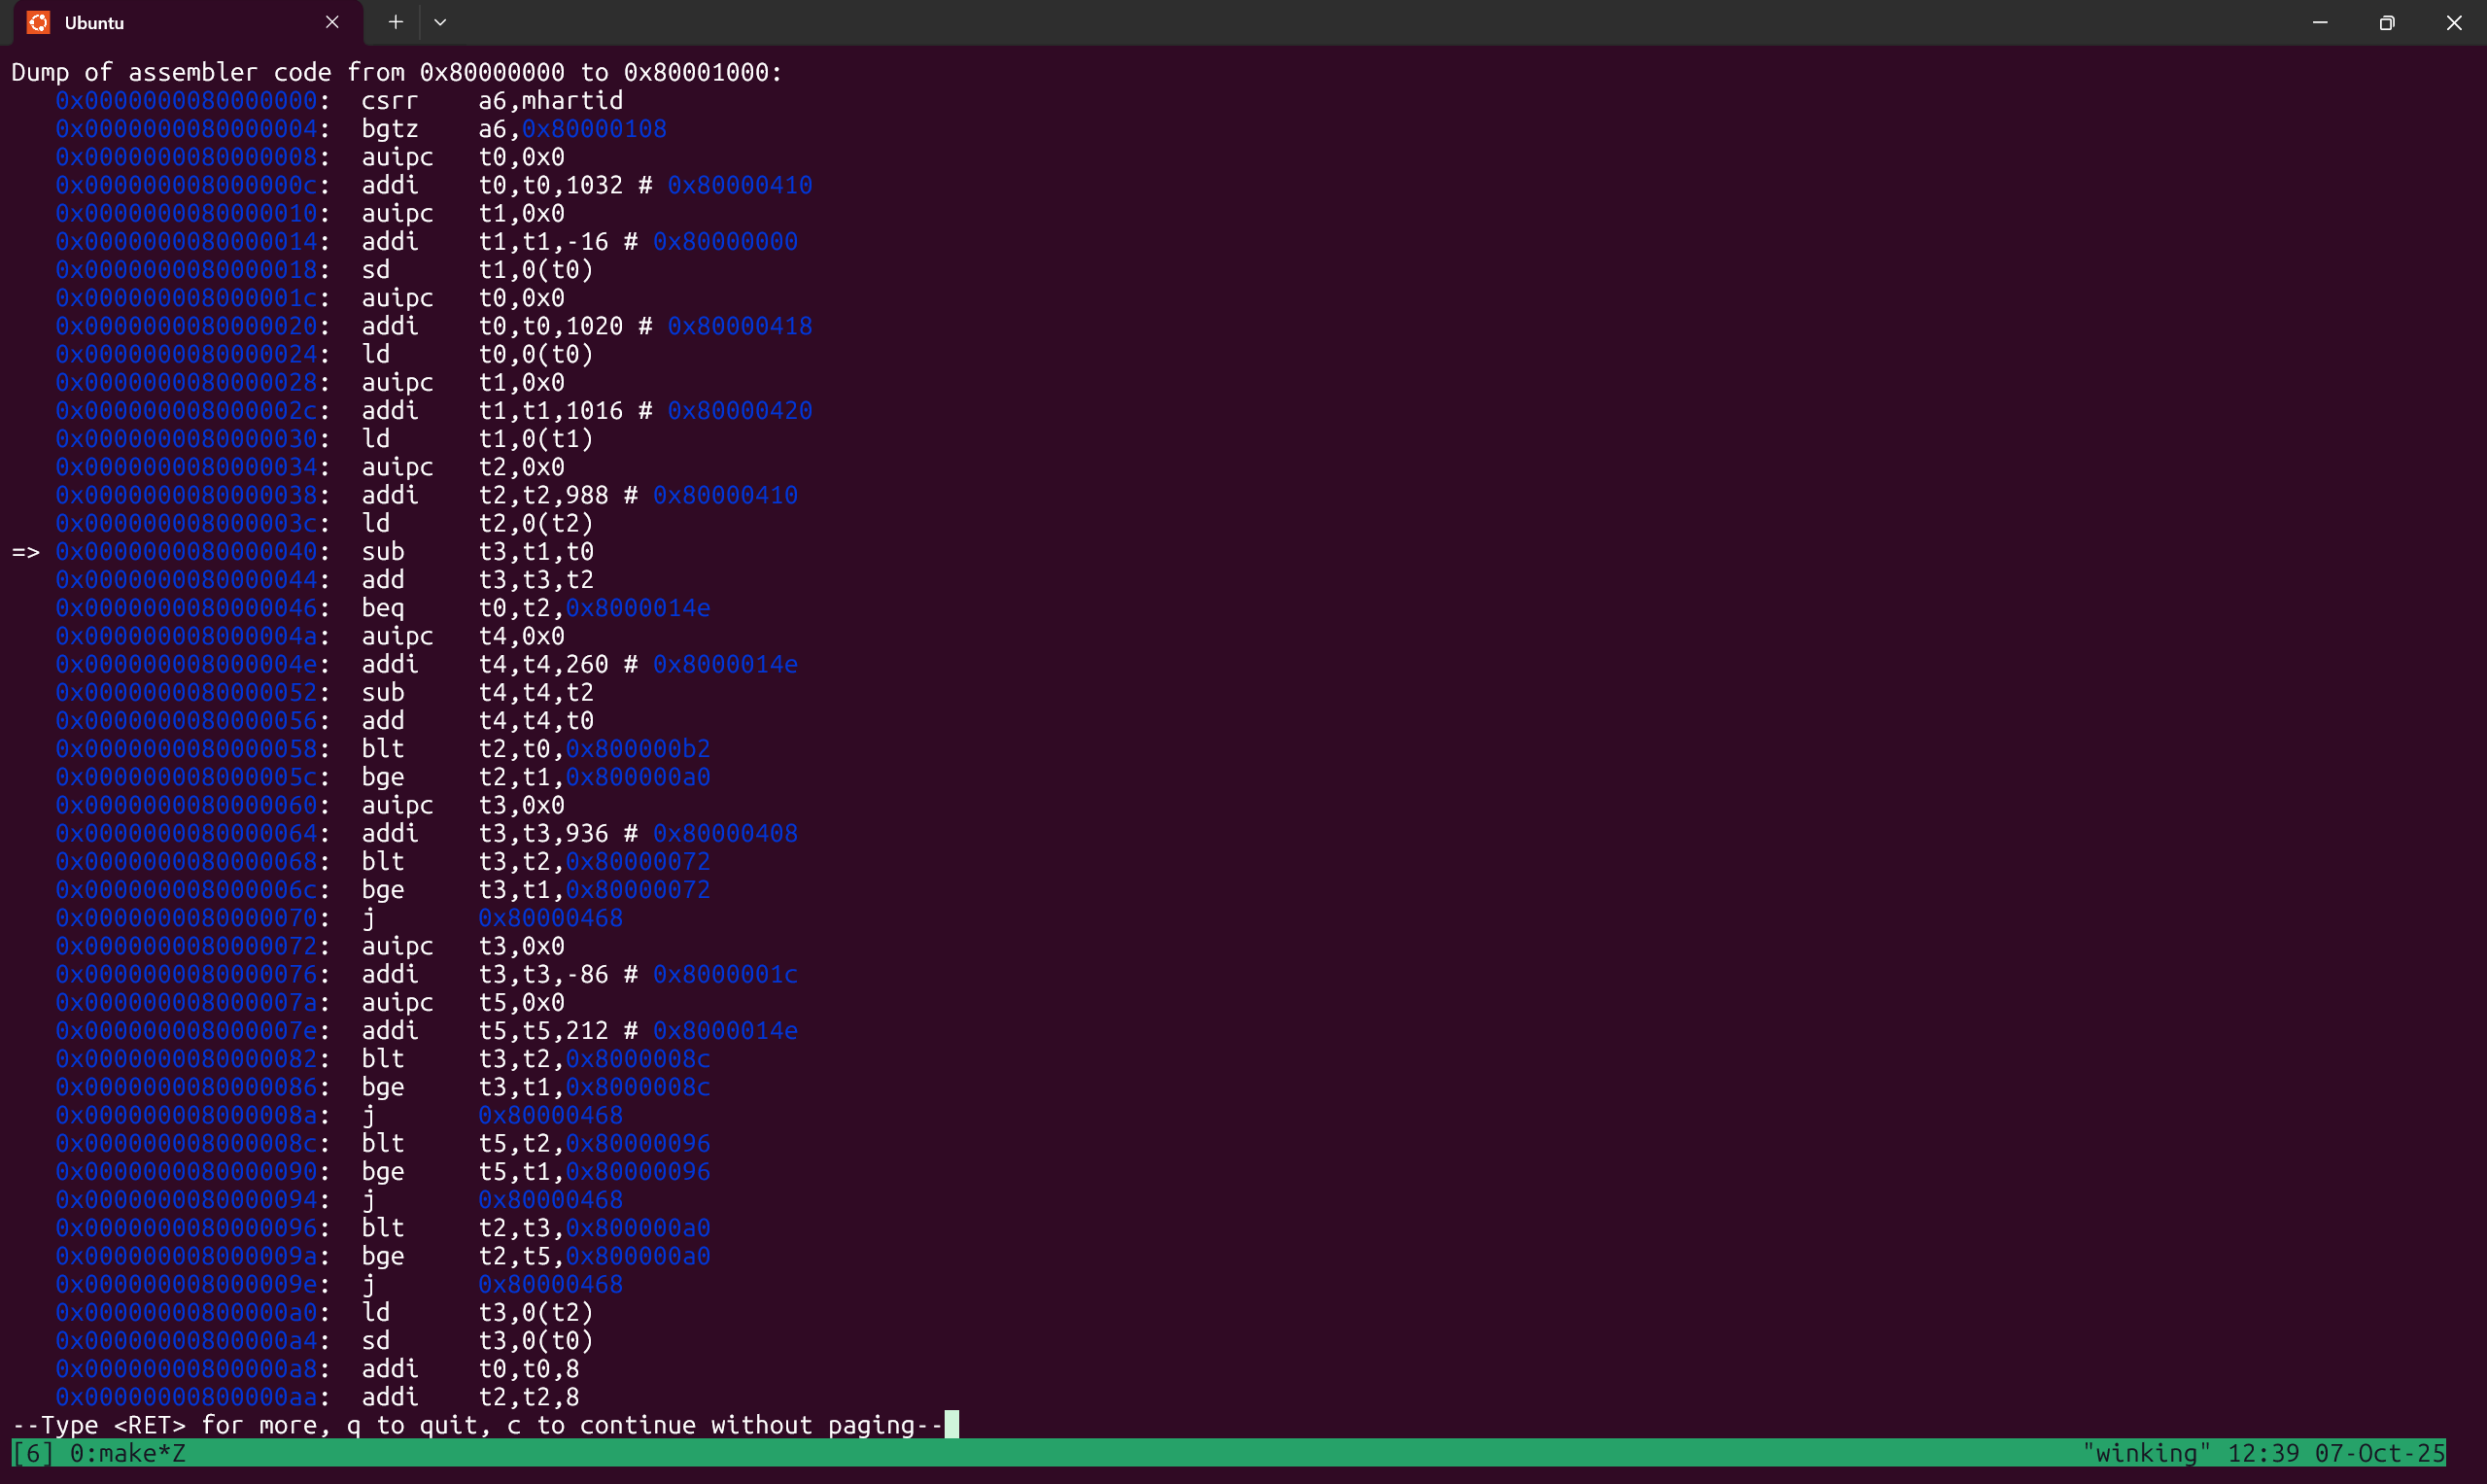 Ubuntu
Dump of assembler code from 0x80000000 to 0x80001000:
   0x0000000080000000:  csrr    a6,mhartid
   0x0000000080000004:  bgtz    a6,0x80000108
   0x0000000080000008:  auipc   t0,0x0
   0x000000008000000c:  addi    t0,t0,1032 # 0x80000410
   0x0000000080000010:  auipc   t1,0x0
   0x0000000080000014:  addi    t1,t1,-16 # 0x80000000
   0x0000000080000018:  sd      t1,0(t0)
   0x000000008000001c:  auipc   t0,0x0
   0x0000000080000020:  addi    t0,t0,1020 # 0x80000418
   0x0000000080000024:  ld      t0,0(t0)
   0x0000000080000028:  auipc   t1,0x0
   0x000000008000002c:  addi    t1,t1,1016 # 0x80000420
   0x0000000080000030:  ld      t1,0(t1)
   0x0000000080000034:  auipc   t2,0x0
   0x0000000080000038:  addi    t2,t2,988 # 0x80000410
   0x000000008000003c:  ld      t2,0(t2)
=> 0x0000000080000040:  sub     t3,t1,t0
   0x0000000080000044:  add     t3,t3,t2
   0x0000000080000046:  beq     t0,t2,0x8000014e
   0x000000008000004a:  auipc   t4,0x0
   0x000000008000004e:  addi    t4,t4,260 # 0x8000014e
   0x0000000080000052:  sub     t4,t4,t2
   0x0000000080000056:  add     t4,t4,t0
   0x0000000080000058:  blt     t2,t0,0x800000b2
   0x000000008000005c:  bge     t2,t1,0x800000a0
   0x0000000080000060:  auipc   t3,0x0
   0x0000000080000064:  addi    t3,t3,936 # 0x80000408
   0x0000000080000068:  blt     t3,t2,0x80000072
   0x000000008000006c:  bge     t3,t1,0x80000072
   0x0000000080000070:  j       0x80000468
   0x0000000080000072:  auipc   t3,0x0
   0x0000000080000076:  addi    t3,t3,-86 # 0x8000001c
   0x000000008000007a:  auipc   t5,0x0
   0x000000008000007e:  addi    t5,t5,212 # 0x8000014e
   0x0000000080000082:  blt     t3,t2,0x8000008c
   0x0000000080000086:  bge     t3,t1,0x8000008c
   0x000000008000008a:  j       0x80000468
   0x000000008000008c:  blt     t5,t2,0x80000096
   0x0000000080000090:  bge     t5,t1,0x80000096
   0x0000000080000094:  j       0x80000468
   0x0000000080000096:  blt     t2,t3,0x800000a0
   0x000000008000009a:  bge     t2,t5,0x800000a0
   0x000000008000009e:  j       0x80000468
   0x00000000800000a0:  ld      t3,0(t2)
   0x00000000800000a4:  sd      t3,0(t0)
   0x00000000800000a8:  addi    t0,t0,8
   0x00000000800000aa:  addi    t2,t2,8
--Type <RET> for more, q to quit, c to continue without paging--
[6] 0:make*Z "winking" 12:39 07-Oct-25